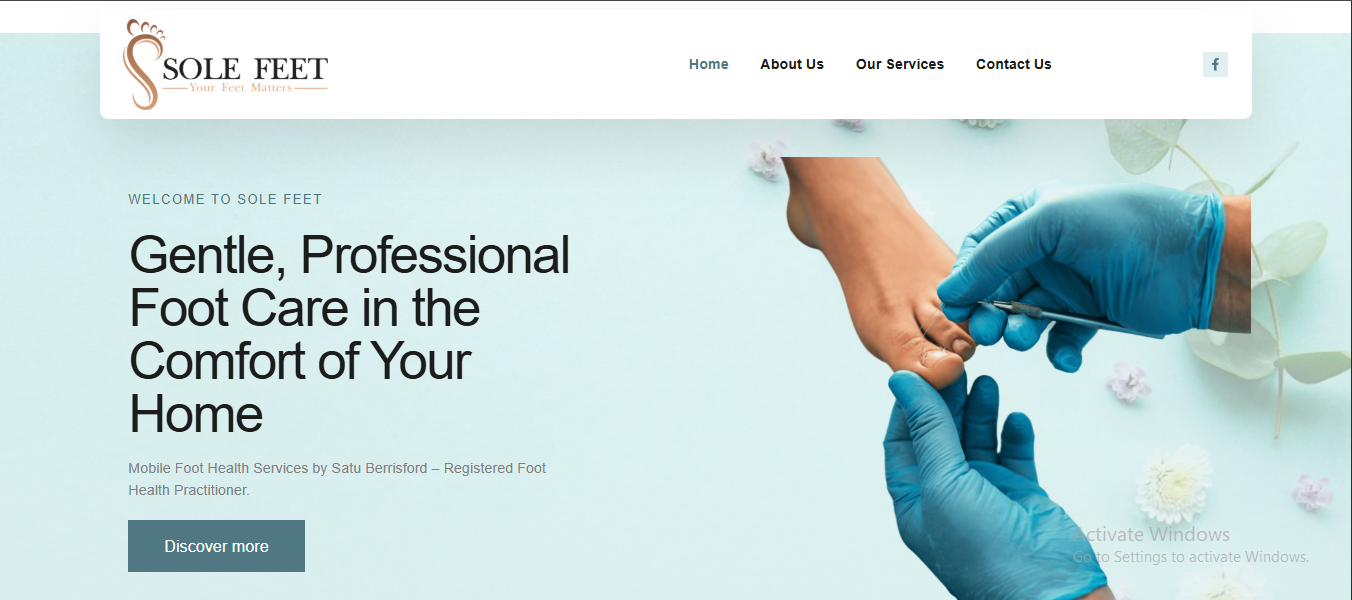 SOLE FEET
Your Feet Matters
Home
About Us
Our Services
Contact Us
WELCOME TO SOLE FEET
Gentle, Professional
Foot Care in the
Comfort of Your
Home
Mobile Foot Health Services by Satu Berrisford – Registered Foot
Health Practitioner.
Discover more
Activate Windows
Go to Settings to activate Windows.